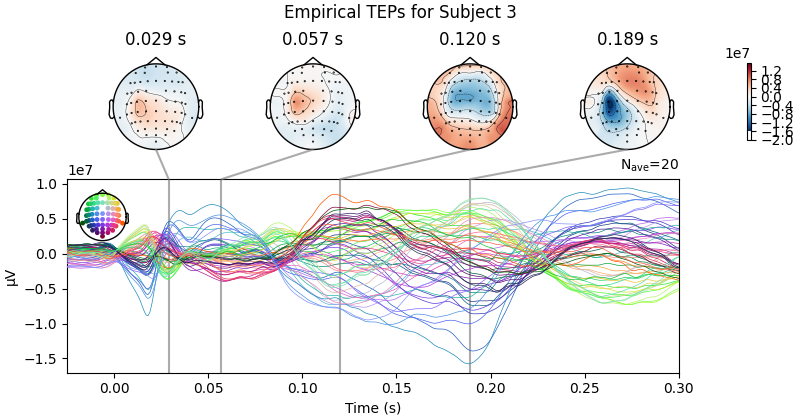 Empirical TEPs for Subject 3
0.029 s
0.057 s
0.120 s
0.189 s
1e7
1.2
0.8
0.4
0.0
−0.4
−0.8
−1.2
−1.6
−2.0
Nave=20
1e7
1.0
0.5
0.0
−0.5
−1.0
−1.5
µV
0.00
0.05
0.10
0.15
0.20
0.25
0.30
Time (s)